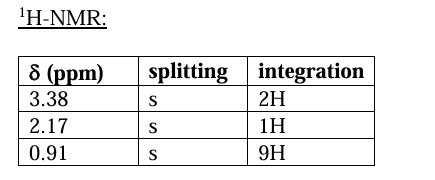 ¹H-NMR:
δ (ppm) splitting integration
3.38 s 2H
2.17 s 1H
0.91 s 9H